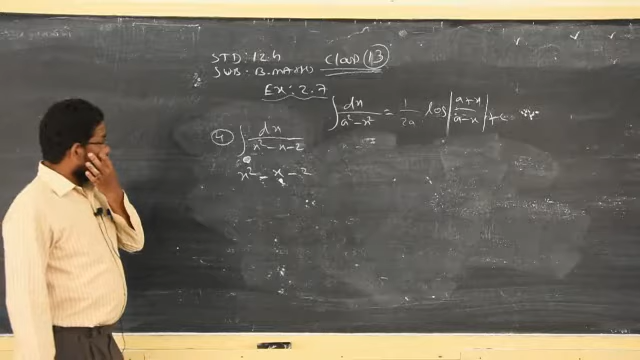 STD: 12th Class (13)
SUB: B.MATHS
Ex: 2.7
∫ dx / (a² - x²) = 1/2a · log |(a+x)/(a-x)| + c
(4) ∫ dx / (x² - x - 2)
x² - x - 2